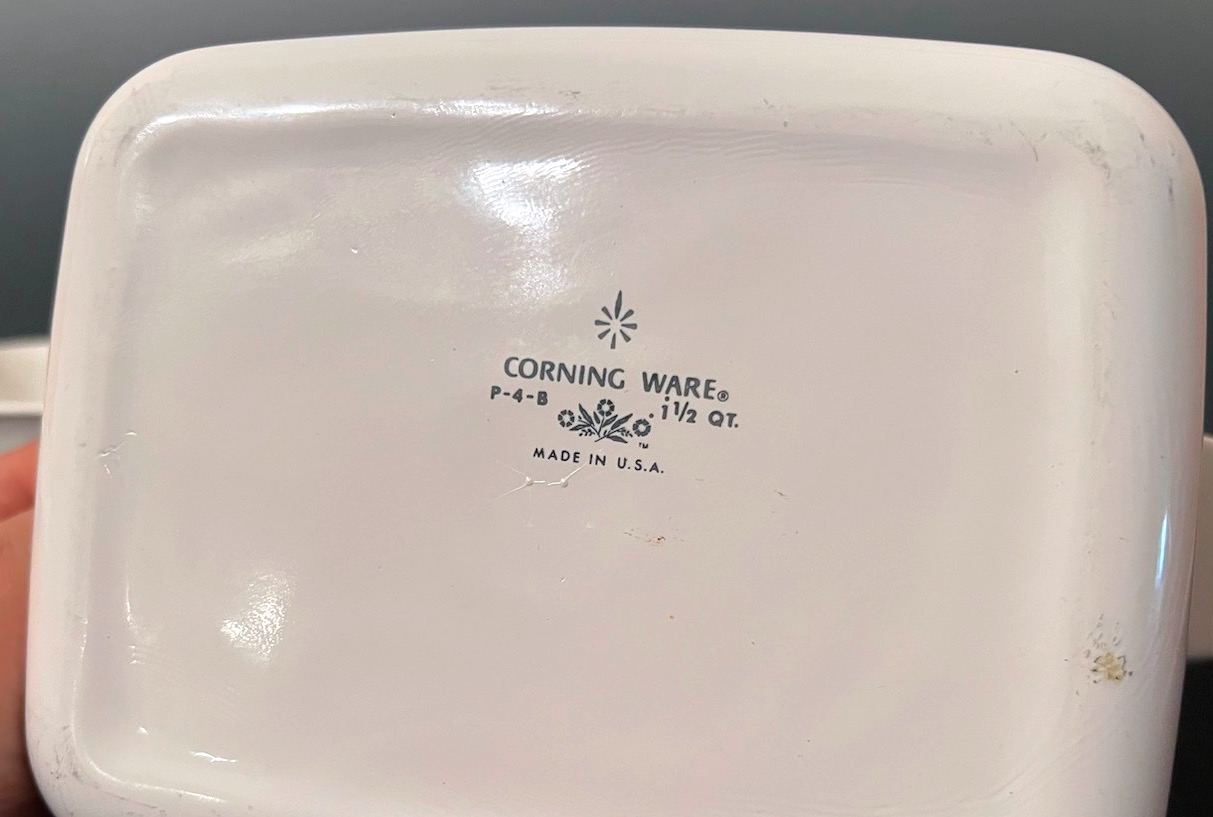 CORNING WARE®
P-4-B 1 1/2 QT.
TM
MADE IN U.S.A.